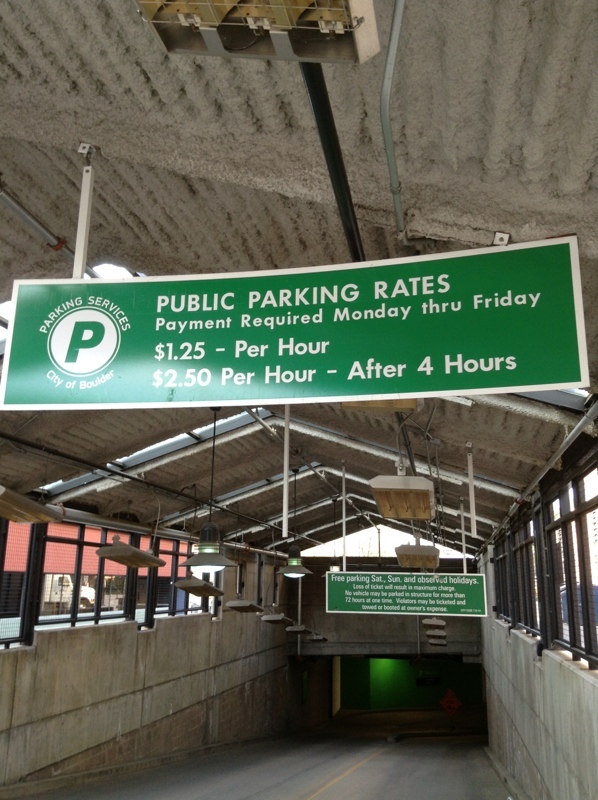 PARKING SERVICES
P
City of Boulder
PUBLIC PARKING RATES
Payment Required Monday thru Friday
$1.25 - Per Hour
$2.50 Per Hour - After 4 Hours
Free parking Sat., Sun. and observed holidays.
Loss of ticket will result in maximum charge.
No vehicle may be parked in structure for more than
72 hours at one time. Violators may be ticketed and
towed or booted at owner's expense.